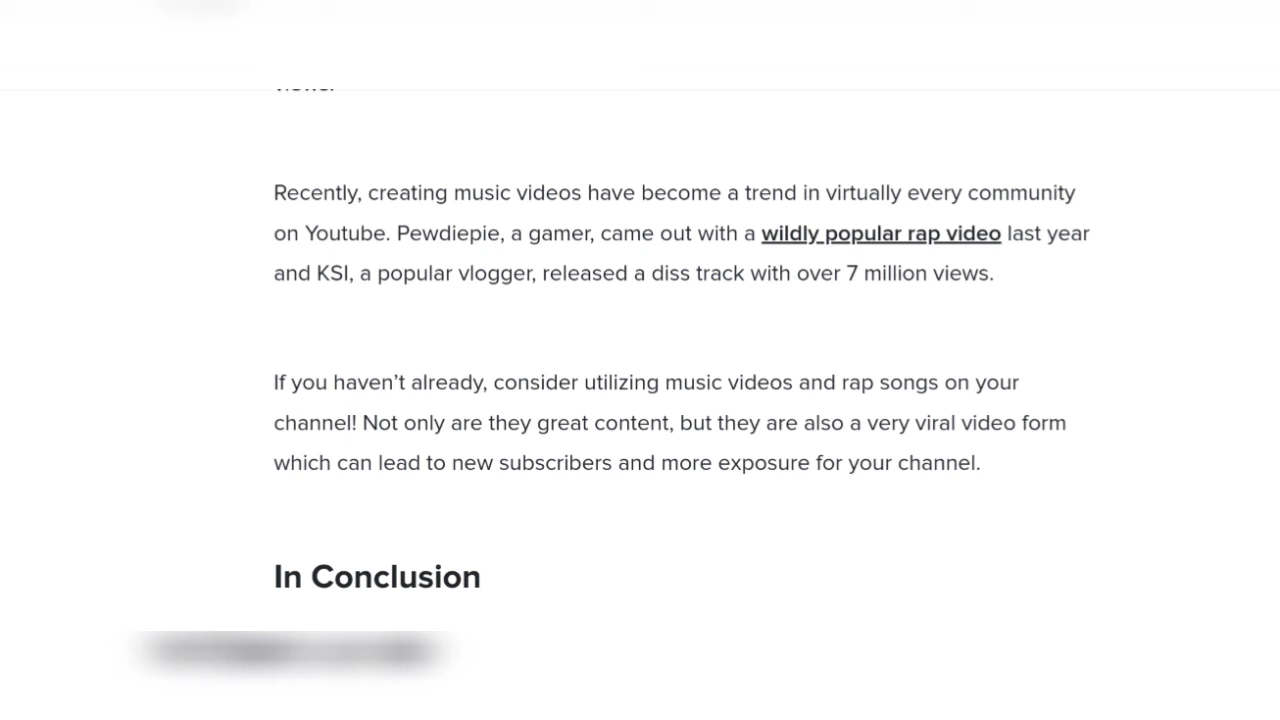 Recently, creating music videos have become a trend in virtually every community
on Youtube. Pewdiepie, a gamer, came out with a wildly popular rap video last year
and KSI, a popular vlogger, released a diss track with over 7 million views.
If you haven’t already, consider utilizing music videos and rap songs on your
channel! Not only are they great content, but they are also a very viral video form
which can lead to new subscribers and more exposure for your channel.
In Conclusion